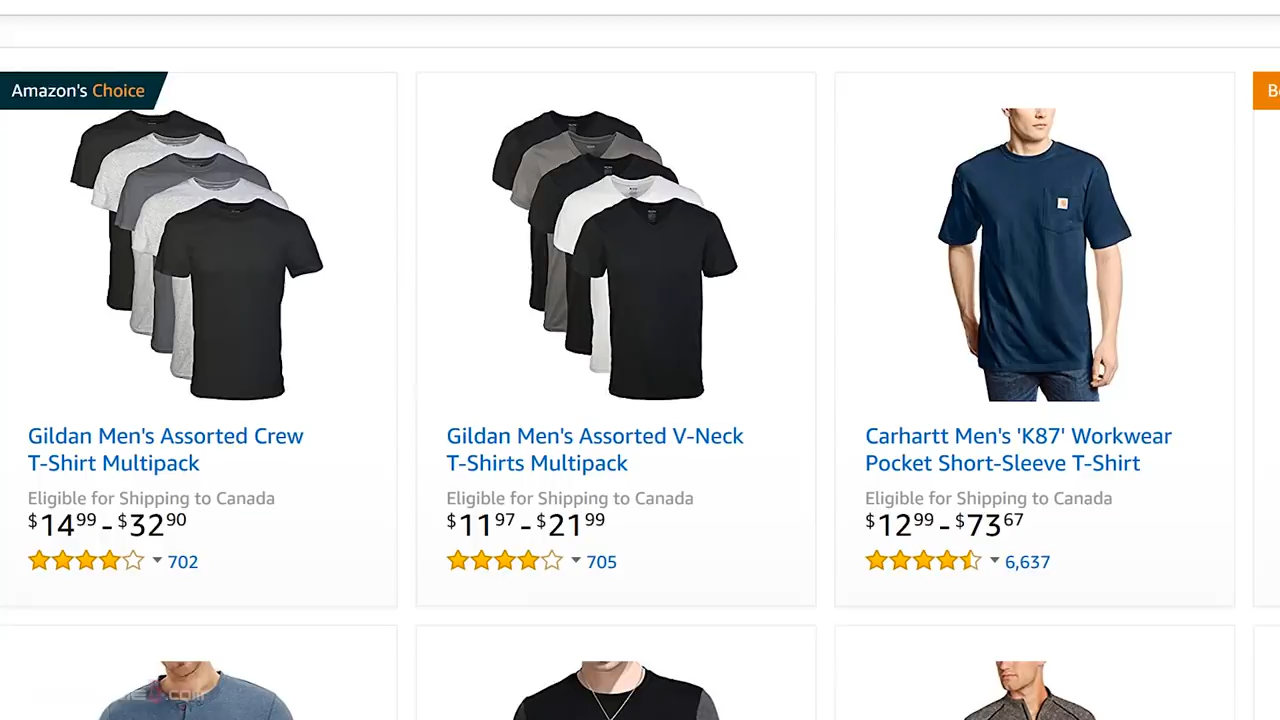 Amazon's Choice
Gildan Men's Assorted Crew
T-Shirt Multipack
Eligible for Shipping to Canada
$14.99 - $32.90
702
Gildan Men's Assorted V-Neck
T-Shirts Multipack
Eligible for Shipping to Canada
$11.97 - $21.99
705
Carhartt Men's 'K87' Workwear
Pocket Short-Sleeve T-Shirt
Eligible for Shipping to Canada
$12.99 - $73.67
6,637